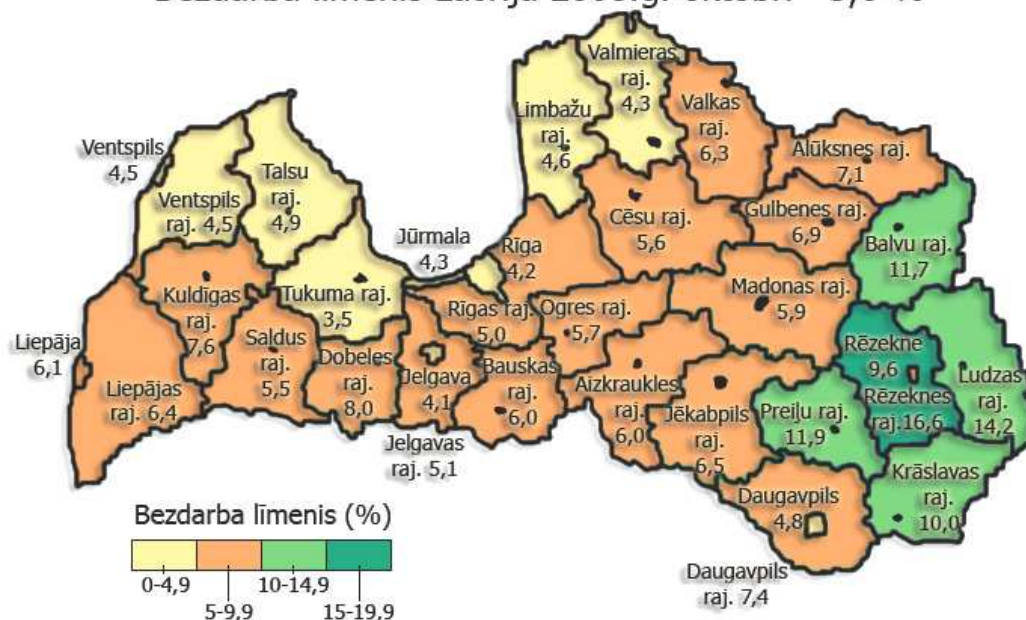 Bezdarba līmenis Latvijā oktobrī -
Valmieras
raj.
4,3
Limbažu
raj.
4,6
Valkas
raj.
6,3
Alūksnes raj.
7,1
Ventspils
4,5
Talsu
raj.
4,9
Ventspils
raj. 4,5
Cēsu raj.
5,6
Gulbenes raj.
6,9
Balvu raj.
11,7
Jūrmala
4,3
Rīga
4,2
Kuldīgas
raj.
7,6
Tukuma raj.
3,5
Rīgas raj.
5,0
Ogres raj.
5,7
Madonas raj.
5,9
Liepāja
6,1
Liepājas
raj. 6,4
Saldus
raj.
5,5
Dobeles
raj.
8,0
Jelgava
4,1
Jelgavas
raj. 5,1
Bauskas
raj.
6,0
Aizkraukles
raj.
6,0
Jēkabpils
raj.
6,5
Preiļu raj.
11,9
Rēzekne
9,6
Rēzeknes
raj.16,6
Ludzas
raj.
14,2
Krāslavas
raj.
10,0
Daugavpils
4,8
Daugavpils
raj. 7,4
Bezdarba līmenis (%)
0-4,9
5-9,9
10-14,9
15-19,9